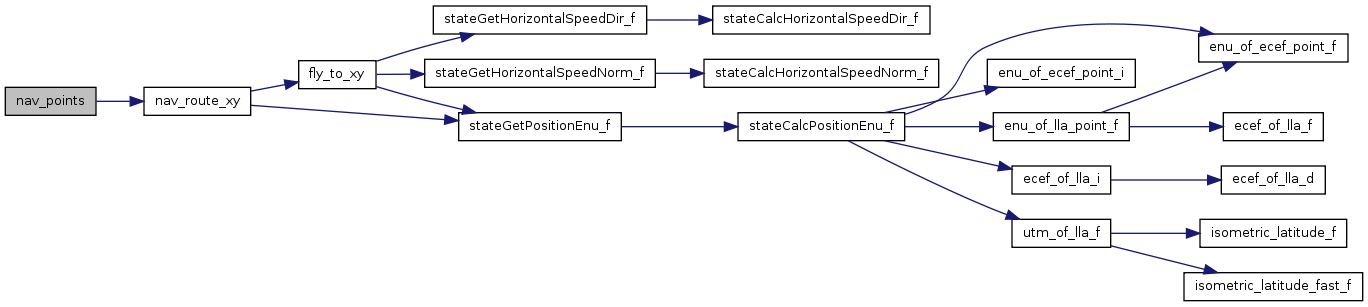 nav_points
nav_route_xy
fly_to_xy
stateGetHorizontalSpeedDir_f
stateCalcHorizontalSpeedDir_f
stateGetHorizontalSpeedNorm_f
stateCalcHorizontalSpeedNorm_f
stateGetPositionEnu_f
stateCalcPositionEnu_f
enu_of_ecef_point_f
enu_of_ecef_point_i
enu_of_lla_point_f
ecef_of_lla_f
ecef_of_lla_i
ecef_of_lla_d
utm_of_lla_f
isometric_latitude_f
isometric_latitude_fast_f